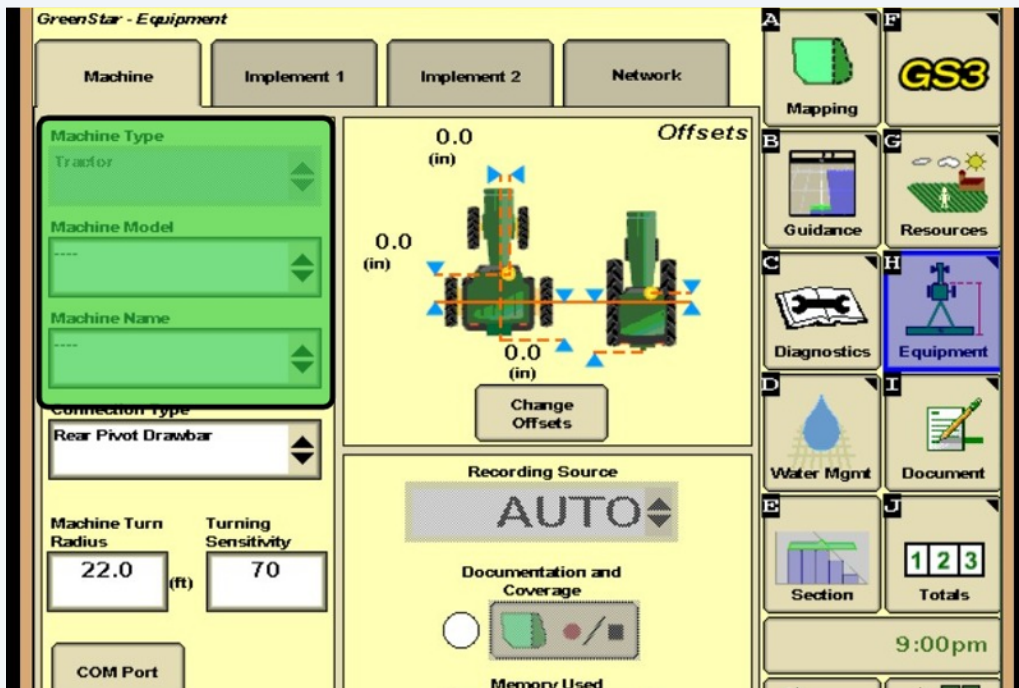 GreenStar - Equipment
Machine
Implement 1
Implement 2
Network
Machine Type
Tractor
Machine Model
----
Machine Name
----
Connection Type
Rear Pivot Drawbar
Machine Turn
Radius
22.0
(ft)
Turning
Sensitivity
70
COM Port
Offsets
0.0
(in)
0.0
(in)
0.0
(in)
Change
Offsets
Recording Source
AUTO
Documentation and
Coverage
Memory Used
A
Mapping
F
GS3
B
Guidance
G
Resources
C
Diagnostics
H
Equipment
D
Water Mgmt
I
Document
E
Section
J
1 2 3
Totals
9:00pm